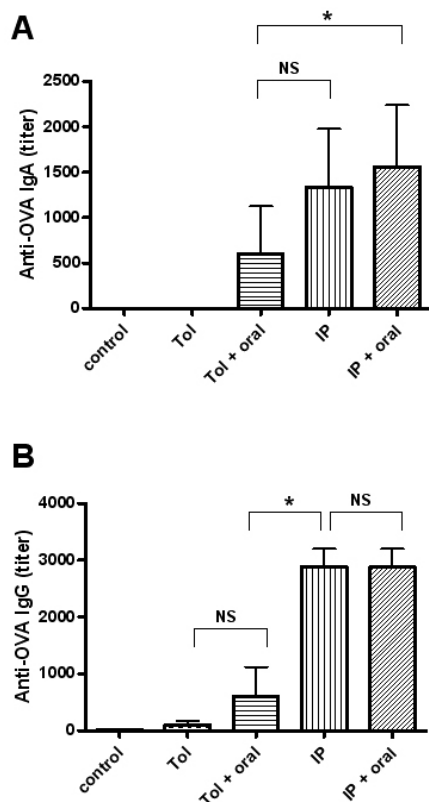 A
*
NS
2500
2000
1500
1000
500
0
Anti-OVA IgA (titer)
control
Tol
Tol + oral
IP
IP + oral
B
*
NS
NS
4000
3000
2000
1000
0
Anti-OVA IgG (titer)
control
Tol
Tol + oral
IP
IP + oral